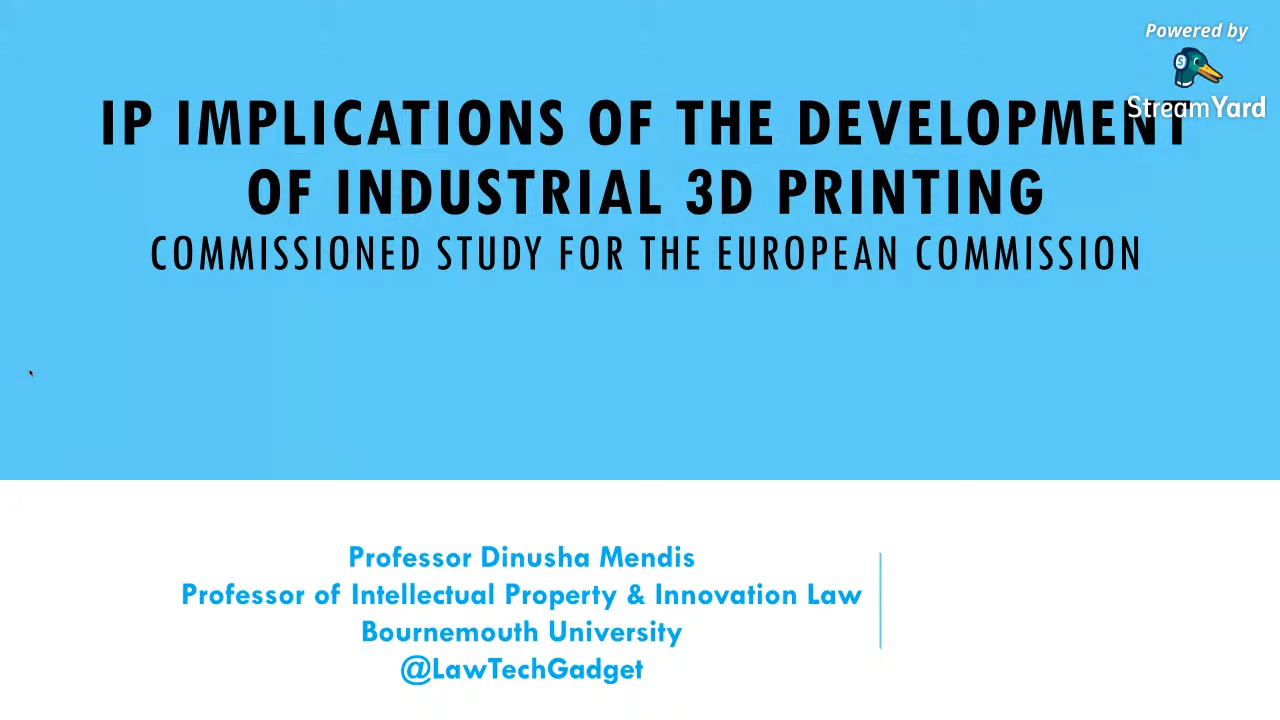 Powered by
StreamYard
IP IMPLICATIONS OF THE DEVELOPMENT
OF INDUSTRIAL 3D PRINTING
COMMISSIONED STUDY FOR THE EUROPEAN COMMISSION
Professor Dinusha Mendis
Professor of Intellectual Property & Innovation Law
Bournemouth University
@LawTechGadget